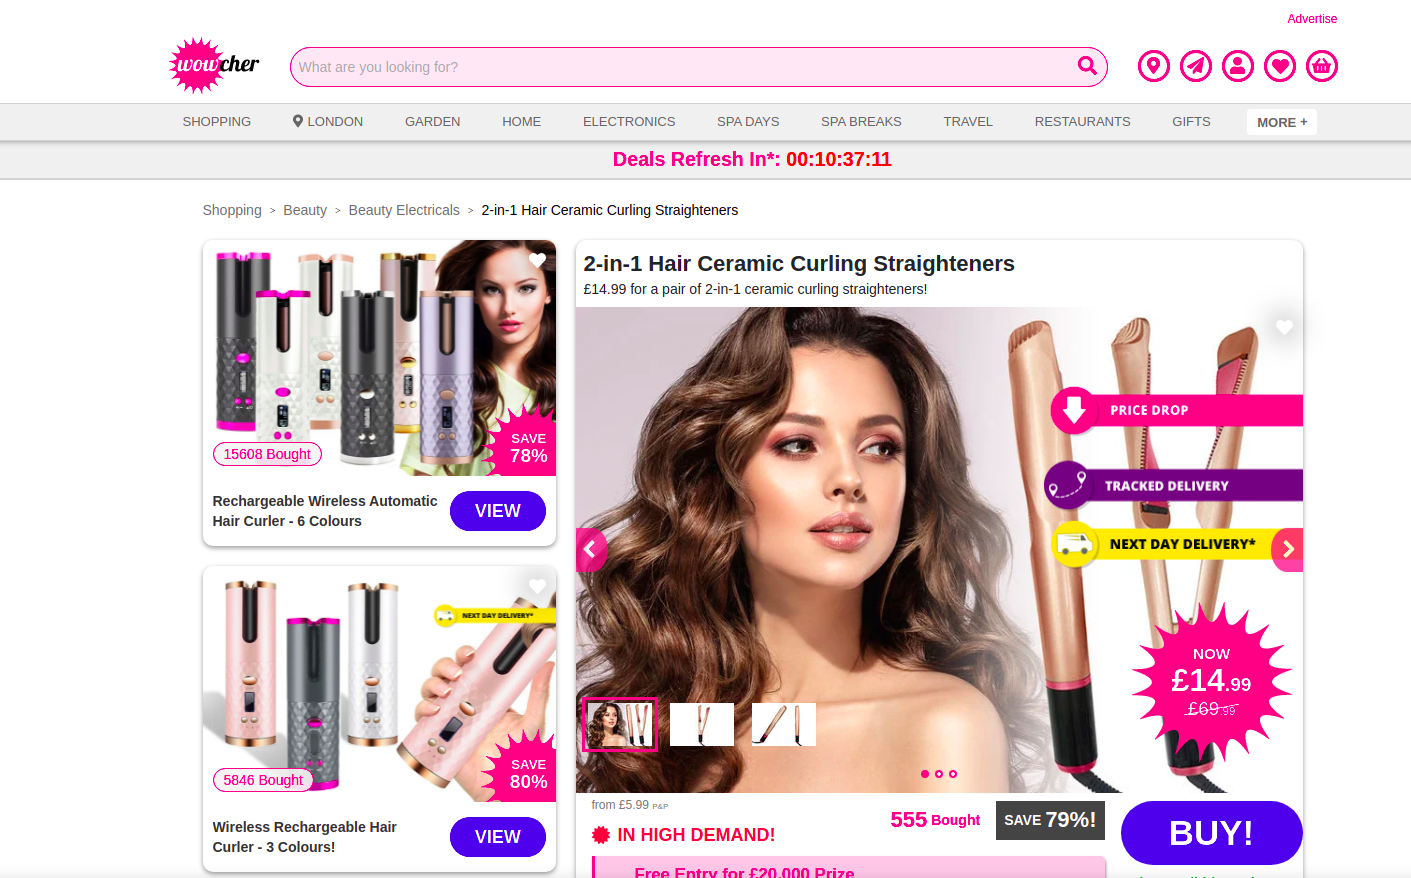 Advertise
wowcher
What are you looking for?
SHOPPING LONDON GARDEN HOME ELECTRONICS SPA DAYS SPA BREAKS TRAVEL RESTAURANTS GIFTS MORE +
Deals Refresh In*: 00:10:37:11
Shopping > Beauty > Beauty Electricals > 2-in-1 Hair Ceramic Curling Straighteners
SAVE
78%
15608 Bought
Rechargeable Wireless Automatic
Hair Curler - 6 Colours
VIEW
NEXT DAY DELIVERY*
SAVE
80%
5846 Bought
Wireless Rechargeable Hair
Curler - 3 Colours!
VIEW
2-in-1 Hair Ceramic Curling Straighteners
£14.99 for a pair of 2-in-1 ceramic curling straighteners!
PRICE DROP
TRACKED DELIVERY
NEXT DAY DELIVERY*
NOW
£14.99
£69.99
from £5.99 P&P
555 Bought
SAVE 79%!
BUY!
IN HIGH DEMAND!
Free Entry for £20,000 Prize